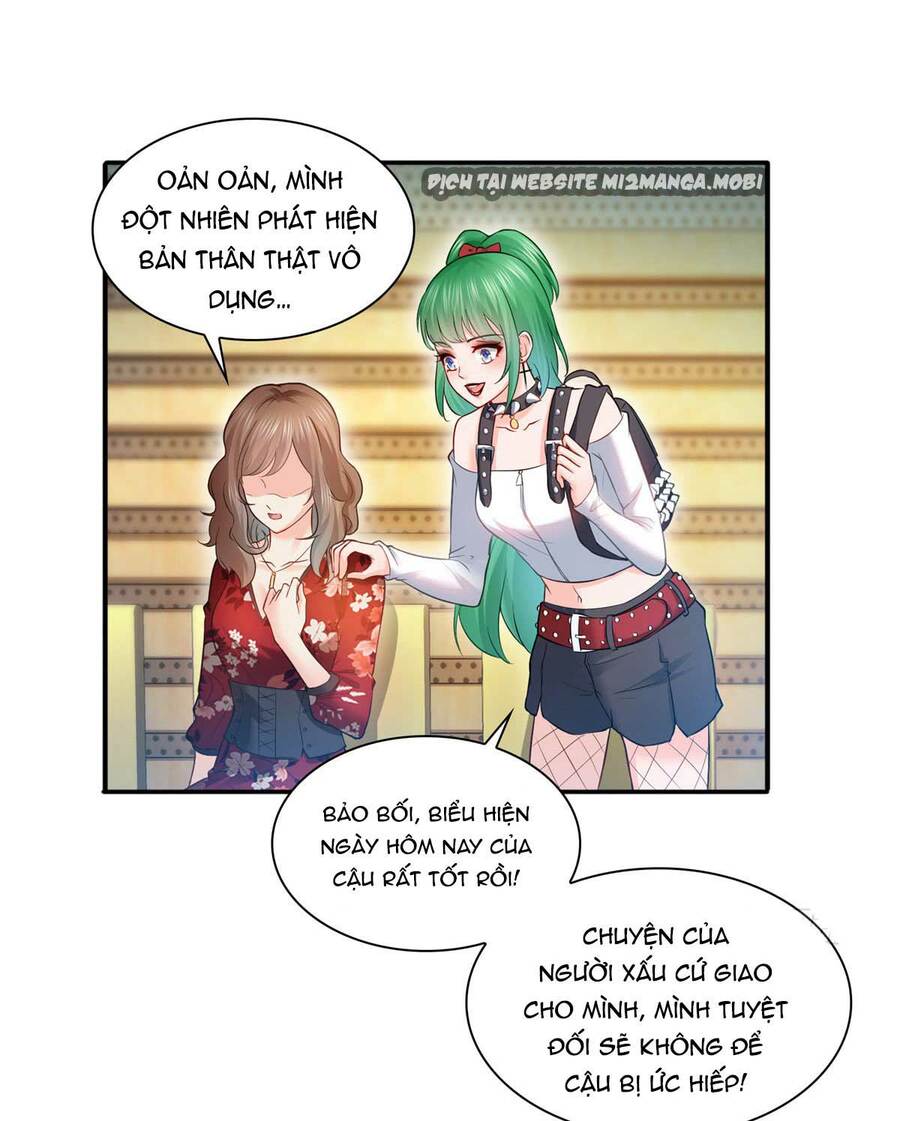 OẢN OẢN, MÌNH
ĐỘT NHIÊN PHÁT HIỆN
BẢN THÂN THẬT VÔ
DỤNG...
DỊCH TẠI WEBSITE MI2MANGA.MOBI
BẢO BỐI, BIỂU HIỆN
NGÀY HÔM NAY CỦA
CẬU RẤT TỐT RỒI!
CHUYỆN CỦA
NGƯỜI XẤU CỨ GIAO
CHO MÌNH, MÌNH TUYỆT
ĐỐI SẼ KHÔNG ĐỂ
CẬU BỊ ỨC HIẾP!